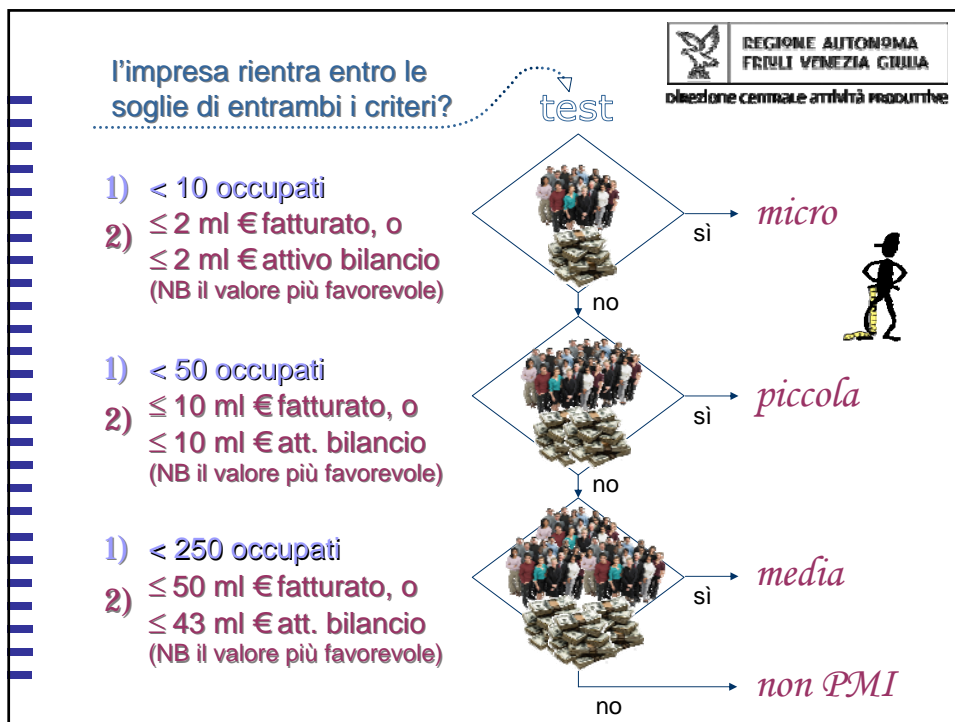 l'impresa rientra entro le
soglie di entrambi i criteri?
test
REGIONE AUTONOMA
FRIULI VENEZIA GIULIA
Direzione centrale attività produttive
1) < 10 occupati
2) ≤ 2 ml € fatturato, o
≤ 2 ml € attivo bilancio
(NB il valore più favorevole)
sì
micro
no
1) < 50 occupati
2) ≤ 10 ml € fatturato, o
≤ 10 ml € att. bilancio
(NB il valore più favorevole)
sì
piccola
no
1) < 250 occupati
2) ≤ 50 ml € fatturato, o
≤ 43 ml € att. bilancio
(NB il valore più favorevole)
sì
media
no
non PMI